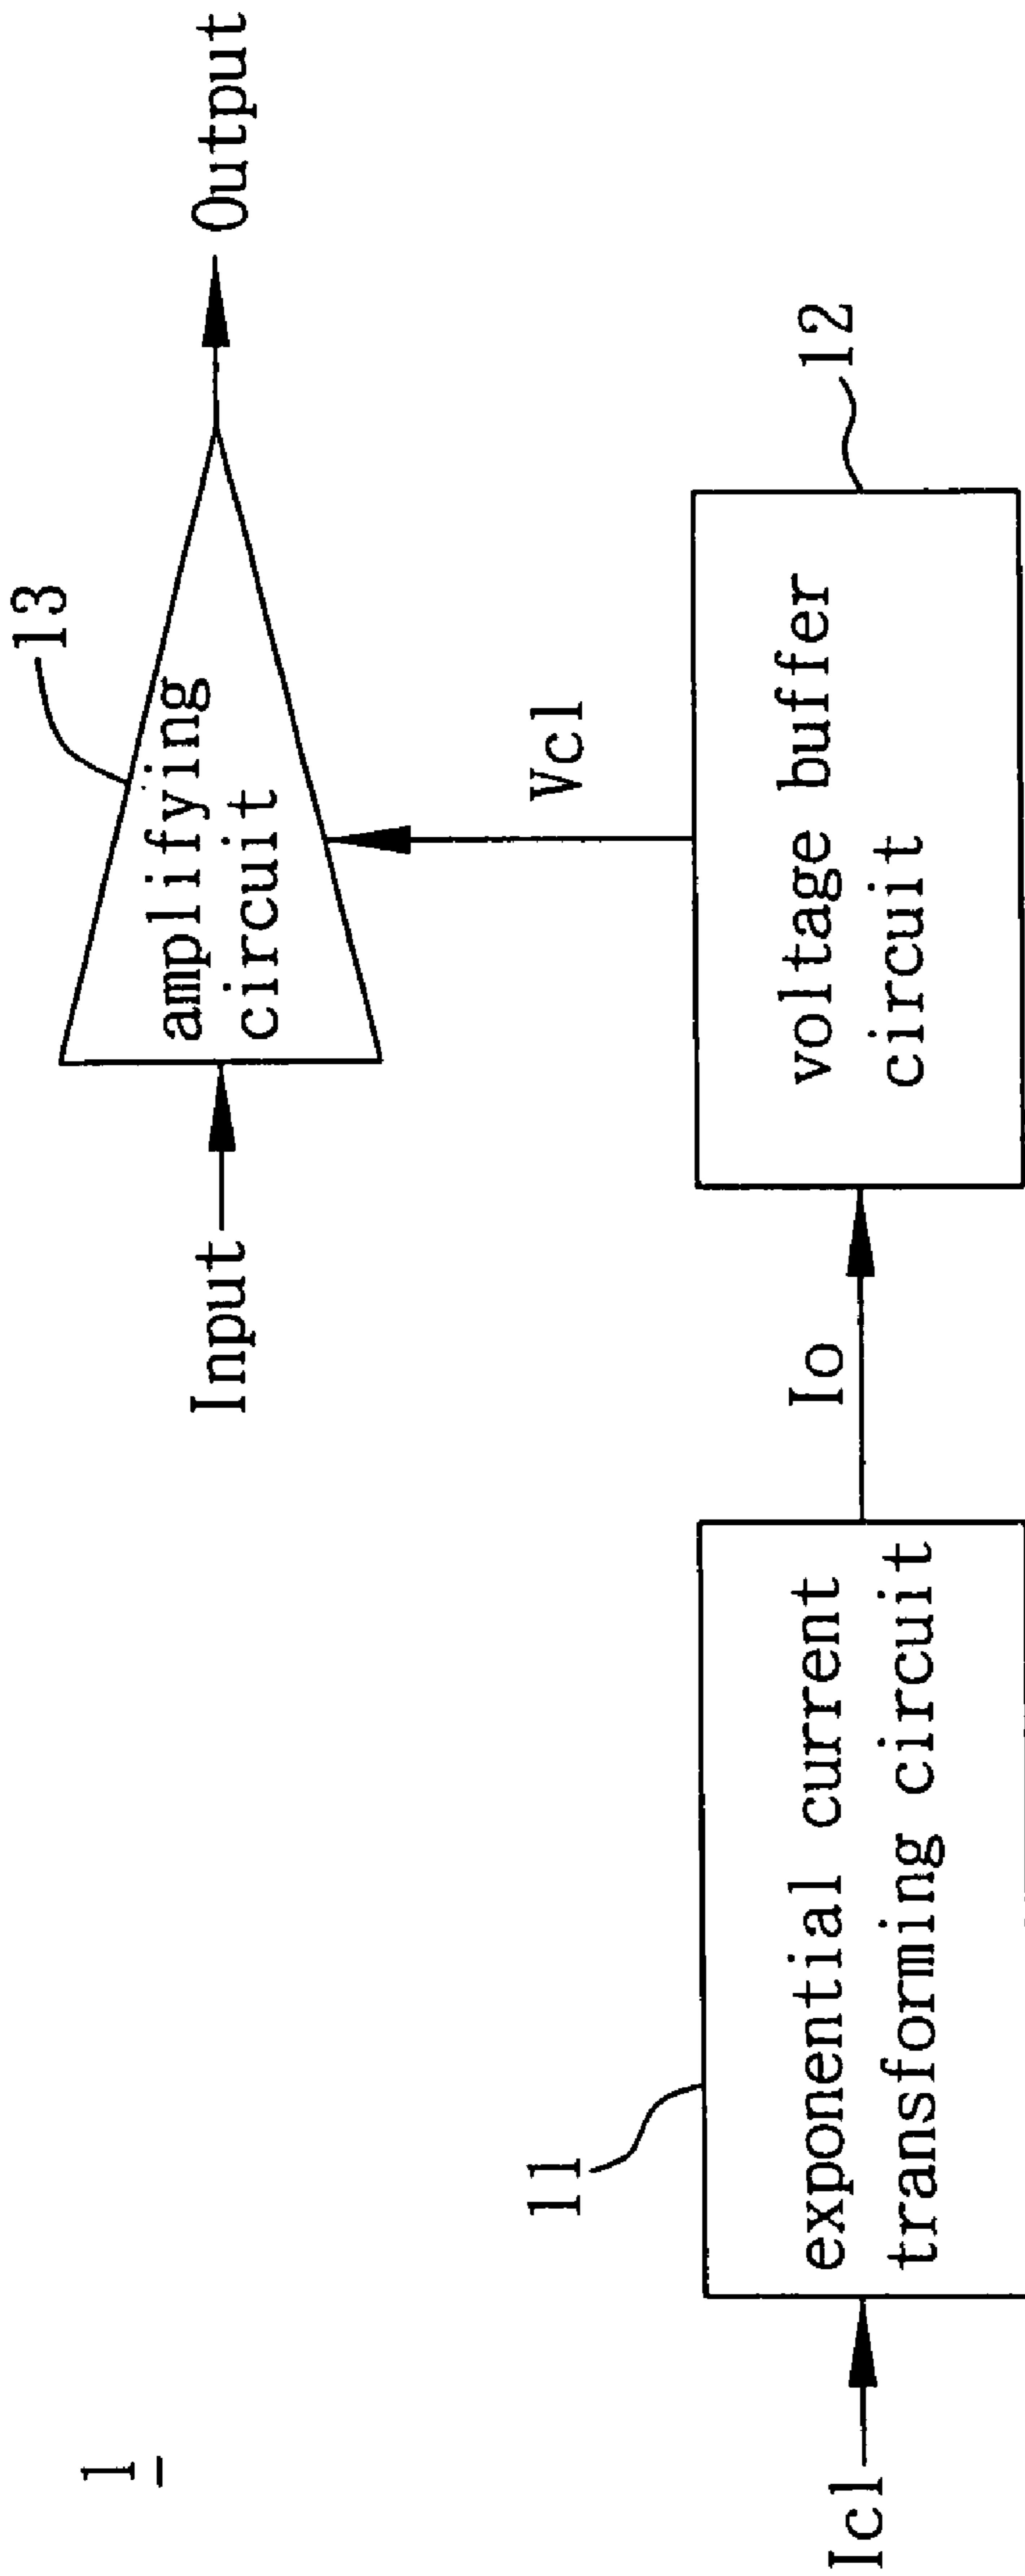 1
13
amplifying
circuit
Input
Output
Vc1
11
exponential current
transforming circuit
Ic1
Io
12
voltage buffer
circuit